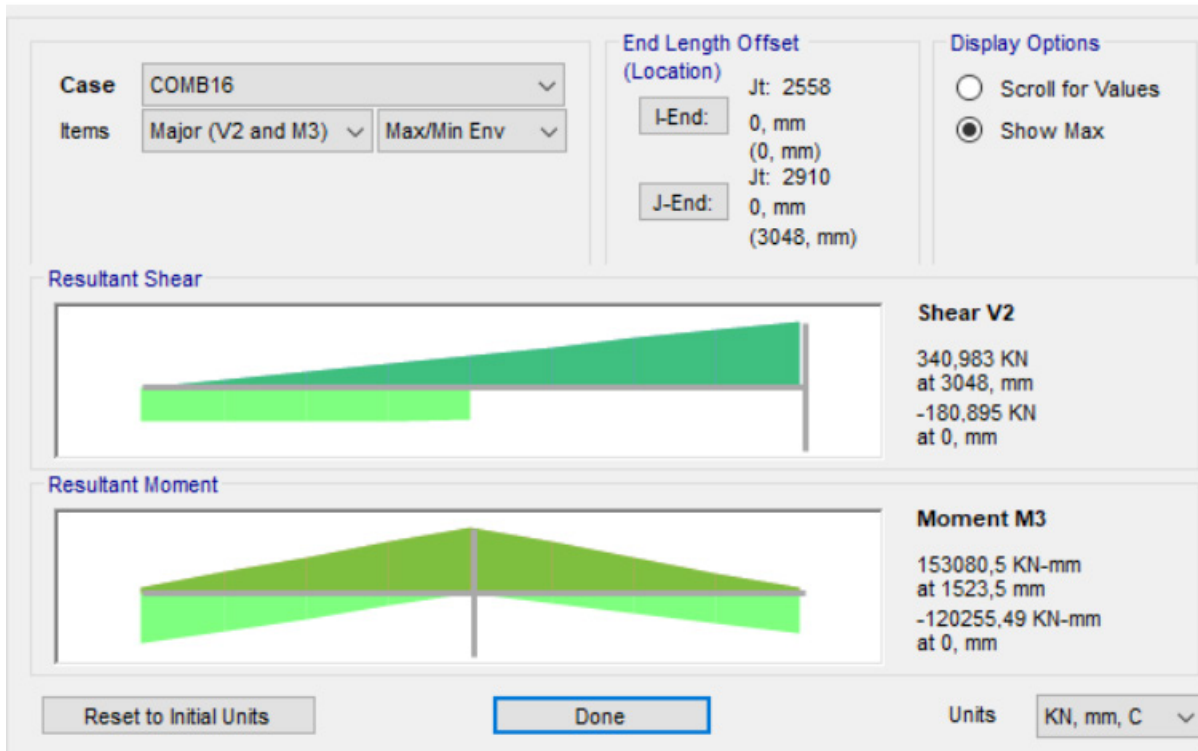 Case
COMB16
Items
Major (V2 and M3)
Max/Min Env
End Length Offset
(Location)
I-End:
Jt: 2558
0, mm
(0, mm)
J-End:
Jt: 2910
0, mm
(3048, mm)
Display Options
Scroll for Values
Show Max
Resultant Shear
Shear V2
340,983 KN
at 3048, mm
-180,895 KN
at 0, mm
Resultant Moment
Moment M3
153080,5 KN-mm
at 1523,5 mm
-120255,49 KN-mm
at 0, mm
Reset to Initial Units
Done
Units
KN, mm, C